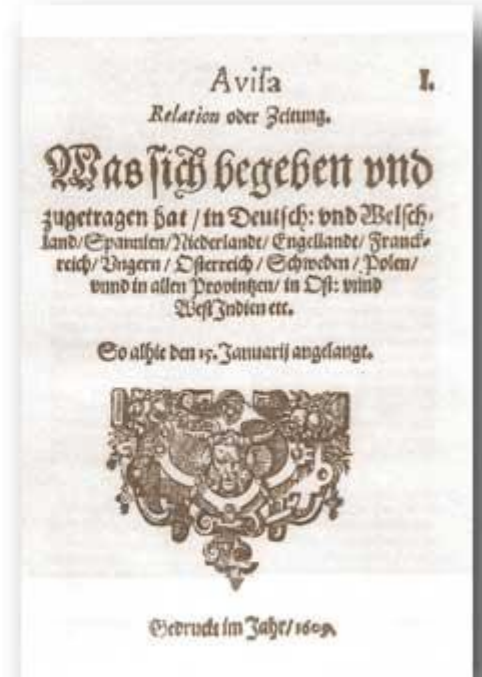 Aviſa
I.
Relation oder Zeitung.
Was ſich begeben vnd
zugetragen hat / in Deutſch: vnd Welſch-
land/Spannien/Niederlandt/Engellandt/Franck-
reich/Vngern/Oſterreich/Schweden/Polen/
vnnd in allen Provintzen/in Oſt: vnnd
WeſtIndien etc.
So alhie den 15. Januarij angelangt.
Gedruckt im Jahr/1609.